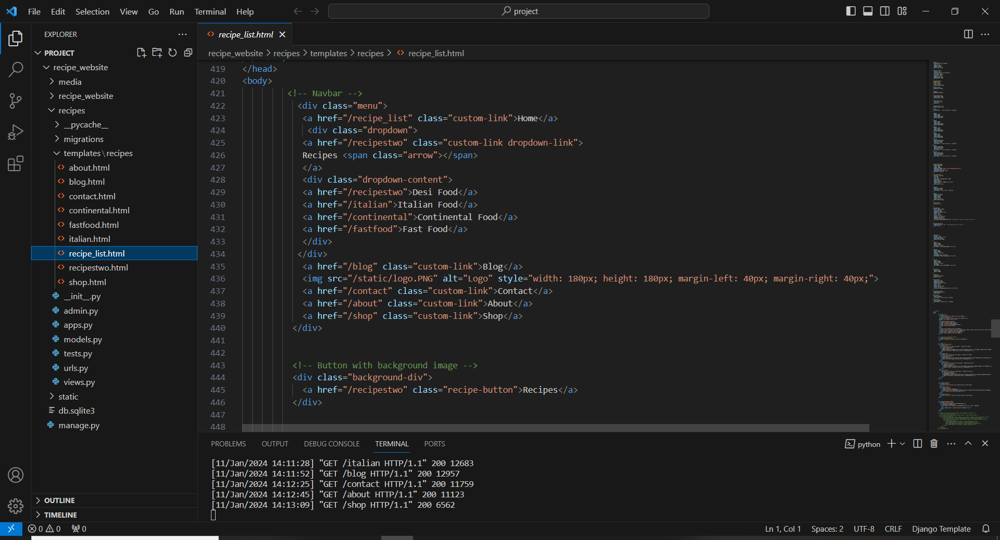 File Edit Selection View Go Run Terminal Help
project
EXPLORER
PROJECT
recipe_website
media
recipe_website
recipes
__pycache__
migrations
templates\recipes
about.html
blog.html
contact.html
continental.html
fastfood.html
italian.html
recipe_list.html
recipestwo.html
shop.html
__init__.py
admin.py
apps.py
models.py
tests.py
urls.py
views.py
static
db.sqlite3
manage.py
OUTLINE
TIMELINE
recipe_list.html
recipe_website > recipes > templates > recipes > <> recipe_list.html
419 </head>
420 <body>
421 <!-- Navbar -->
422 <div class="menu">
423 <a href="/recipe_list" class="custom-link">Home</a>
424 <div class="dropdown">
425 <a href="/recipestwo" class="custom-link dropdown-link">
426 Recipes <span class="arrow"></span>
427 </a>
428 <div class="dropdown-content">
429 <a href="/recipestwo">Desi Food</a>
430 <a href="/italian">Italian Food</a>
431 <a href="/continental">Continental Food</a>
432 <a href="/fastfood">Fast Food</a>
433 </div>
434 </div>
435 <a href="/blog" class="custom-link">Blog</a>
436 <img src="/static/logo.PNG" alt="Logo" style="width: 180px; height: 180px; margin-left: 40px; margin-right: 40px;">
437 <a href="/contact" class="custom-link">Contact</a>
438 <a href="/about" class="custom-link">About</a>
439 <a href="/shop" class="custom-link">Shop</a>
440 </div>
441
442
443 <!-- Button with background image -->
444 <div class="background-div">
445 <a href="/recipestwo" class="recipe-button">Recipes</a>
446 </div>
447
448
PROBLEMS OUTPUT DEBUG CONSOLE TERMINAL PORTS
python
[11/Jan/2024 14:11:28] "GET /italian HTTP/1.1" 200 12683
[11/Jan/2024 14:11:52] "GET /blog HTTP/1.1" 200 12957
[11/Jan/2024 14:12:25] "GET /contact HTTP/1.1" 200 11759
[11/Jan/2024 14:12:45] "GET /about HTTP/1.1" 200 11123
[11/Jan/2024 14:13:09] "GET /shop HTTP/1.1" 200 6562
0 0 0
Ln 1, Col 1 Spaces: 2 UTF-8 CRLF Django Template